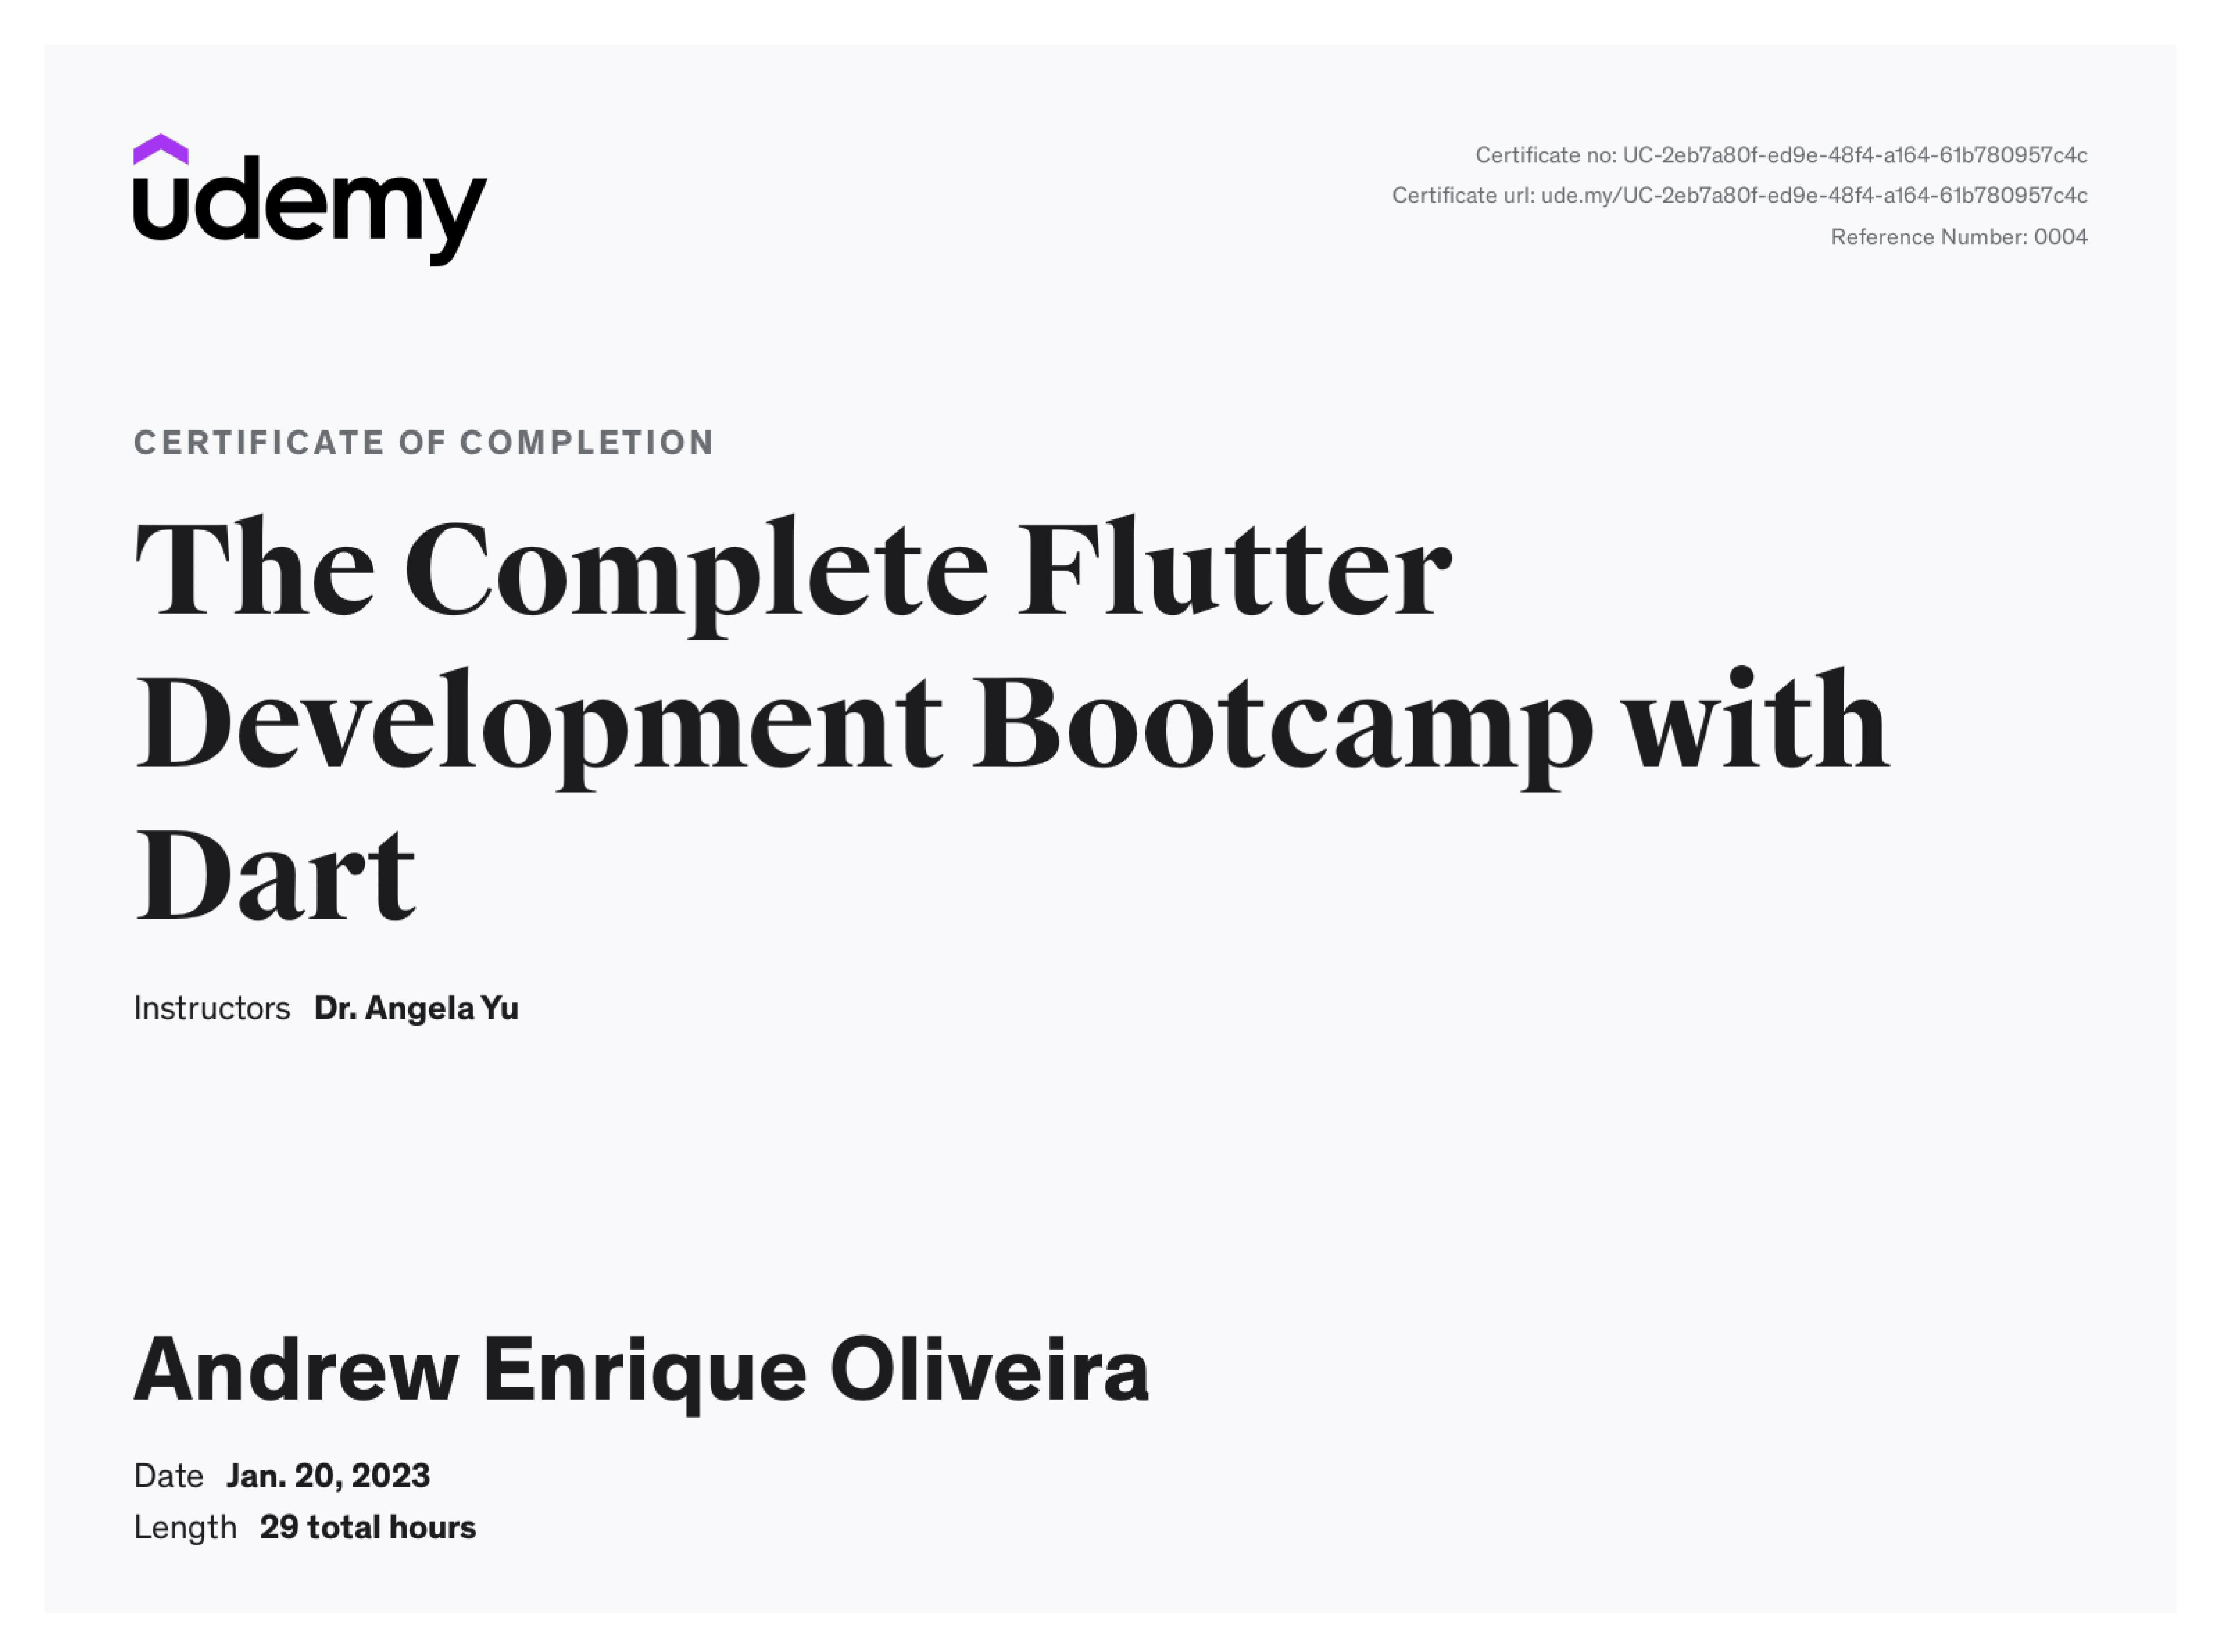 udemy
Certificate no: UC-2eb7a80f-ed9e-48f4-a164-61b780957c4c
Certificate url: ude.my/UC-2eb7a80f-ed9e-48f4-a164-61b780957c4c
Reference Number: 0004
CERTIFICATE OF COMPLETION
The Complete Flutter
Development Bootcamp with
Dart
Instructors Dr. Angela Yu
Andrew Enrique Oliveira
Date Jan. 20, 2023
Length 29 total hours